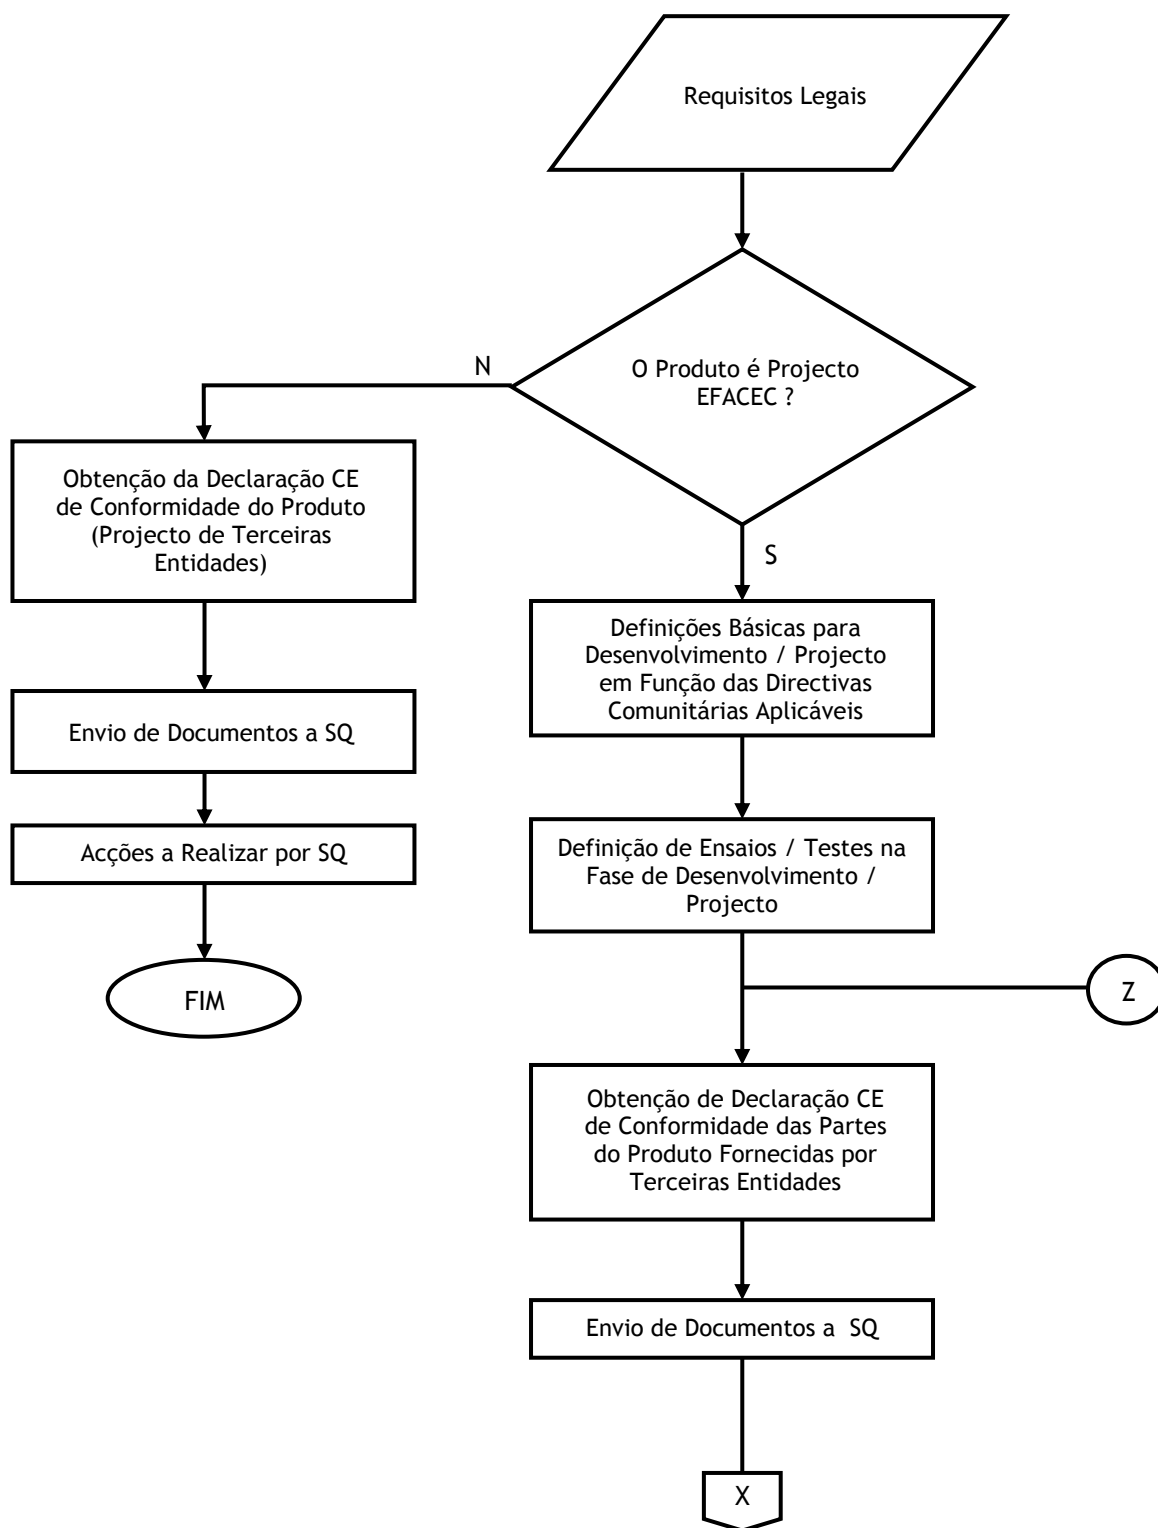 Requisitos Legais
O Produto é Projecto
EFACEC ?
N
S
Obtenção da Declaração CE
de Conformidade do Produto
(Projecto de Terceiras
Entidades)
Envio de Documentos a SQ
Acções a Realizar por SQ
FIM
Definições Básicas para
Desenvolvimento / Projecto
em Função das Directivas
Comunitárias Aplicáveis
Definição de Ensaios / Testes na
Fase de Desenvolvimento /
Projecto
Z
Obtenção de Declaração CE
de Conformidade das Partes
do Produto Fornecidas por
Terceiras Entidades
Envio de Documentos a  SQ
X